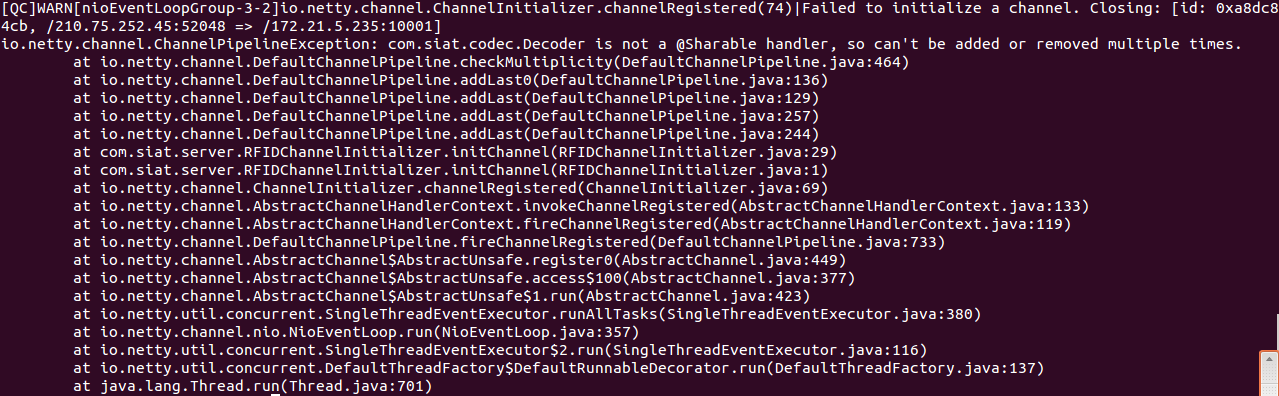 [QC]WARN[nioEventLoopGroup-3-2]io.netty.channel.ChannelInitializer.channelRegistered(74)|Failed to initialize a channel. Closing: [id: 0xa8dc8
4cb, /210.75.252.45:52048 => /172.21.5.235:10001]
io.netty.channel.ChannelPipelineException: com.siat.codec.Decoder is not a @Sharable handler, so can't be added or removed multiple times.
at io.netty.channel.DefaultChannelPipeline.checkMultiplicity(DefaultChannelPipeline.java:464)
at io.netty.channel.DefaultChannelPipeline.addLast0(DefaultChannelPipeline.java:136)
at io.netty.channel.DefaultChannelPipeline.addLast(DefaultChannelPipeline.java:129)
at io.netty.channel.DefaultChannelPipeline.addLast(DefaultChannelPipeline.java:257)
at io.netty.channel.DefaultChannelPipeline.addLast(DefaultChannelPipeline.java:244)
at com.siat.server.RFIDChannelInitializer.initChannel(RFIDChannelInitializer.java:29)
at com.siat.server.RFIDChannelInitializer.initChannel(RFIDChannelInitializer.java:1)
at io.netty.channel.ChannelInitializer.channelRegistered(ChannelInitializer.java:69)
at io.netty.channel.AbstractChannelHandlerContext.invokeChannelRegistered(AbstractChannelHandlerContext.java:133)
at io.netty.channel.AbstractChannelHandlerContext.fireChannelRegistered(AbstractChannelHandlerContext.java:119)
at io.netty.channel.DefaultChannelPipeline.fireChannelRegistered(DefaultChannelPipeline.java:733)
at io.netty.channel.AbstractChannel$AbstractUnsafe.register0(AbstractChannel.java:449)
at io.netty.channel.AbstractChannel$AbstractUnsafe.access$100(AbstractChannel.java:377)
at io.netty.channel.AbstractChannel$AbstractUnsafe$1.run(AbstractChannel.java:423)
at io.netty.util.concurrent.SingleThreadEventExecutor.runAllTasks(SingleThreadEventExecutor.java:380)
at io.netty.channel.nio.NioEventLoop.run(NioEventLoop.java:357)
at io.netty.util.concurrent.SingleThreadEventExecutor$2.run(SingleThreadEventExecutor.java:116)
at io.netty.util.concurrent.DefaultThreadFactory$DefaultRunnableDecorator.run(DefaultThreadFactory.java:137)
at java.lang.Thread.run(Thread.java:701)